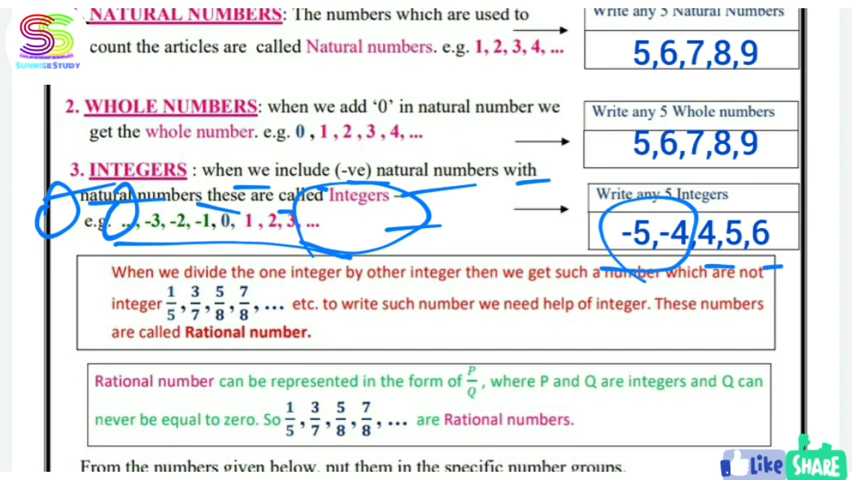 NATURAL NUMBERS: The numbers which are used to
count the articles are called Natural numbers. e.g. 1, 2, 3, 4, ...
Write any 5 Natural Numbers
5,6,7,8,9
SUNRISE STUDY
2. WHOLE NUMBERS: when we add ‘0’ in natural number we
get the whole number. e.g. 0 , 1 , 2 , 3 , 4, ...
Write any 5 Whole numbers
5,6,7,8,9
3. INTEGERS : when we include (-ve) natural numbers with
natural numbers these are called Integers
e.g. ..., -3, -2, -1, 0, 1 , 2, 3, ...
Write any 5 Integers
-5,-4,4,5,6
When we divide the one integer by other integer then we get such a number which are not
integer 1/5, 3/7, 5/8, 7/8, ... etc. to write such number we need help of integer. These numbers
are called Rational number.
Rational number can be represented in the form of P/Q, where P and Q are integers and Q can
never be equal to zero. So 1/5, 3/7, 5/8, 7/8, ... are Rational numbers.
From the numbers given below, put them in the specific number groups.
Like SHARE